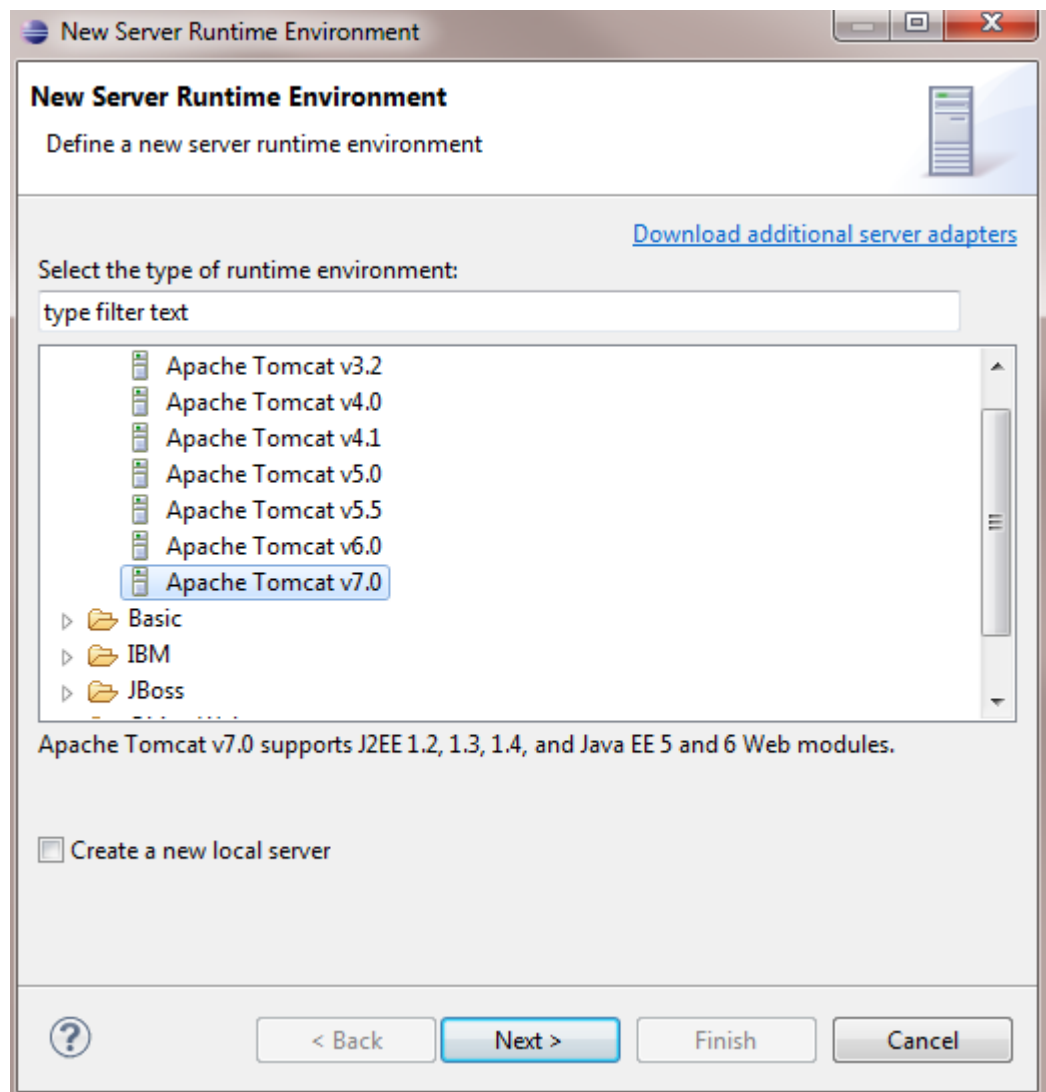 New Server Runtime Environment
New Server Runtime Environment
Define a new server runtime environment
Download additional server adapters
Select the type of runtime environment:
type filter text
Apache Tomcat v3.2
Apache Tomcat v4.0
Apache Tomcat v4.1
Apache Tomcat v5.0
Apache Tomcat v5.5
Apache Tomcat v6.0
Apache Tomcat v7.0
Basic
IBM
JBoss
Apache Tomcat v7.0 supports J2EE 1.2, 1.3, 1.4, and Java EE 5 and 6 Web modules.
Create a new local server
< Back Next > Finish Cancel